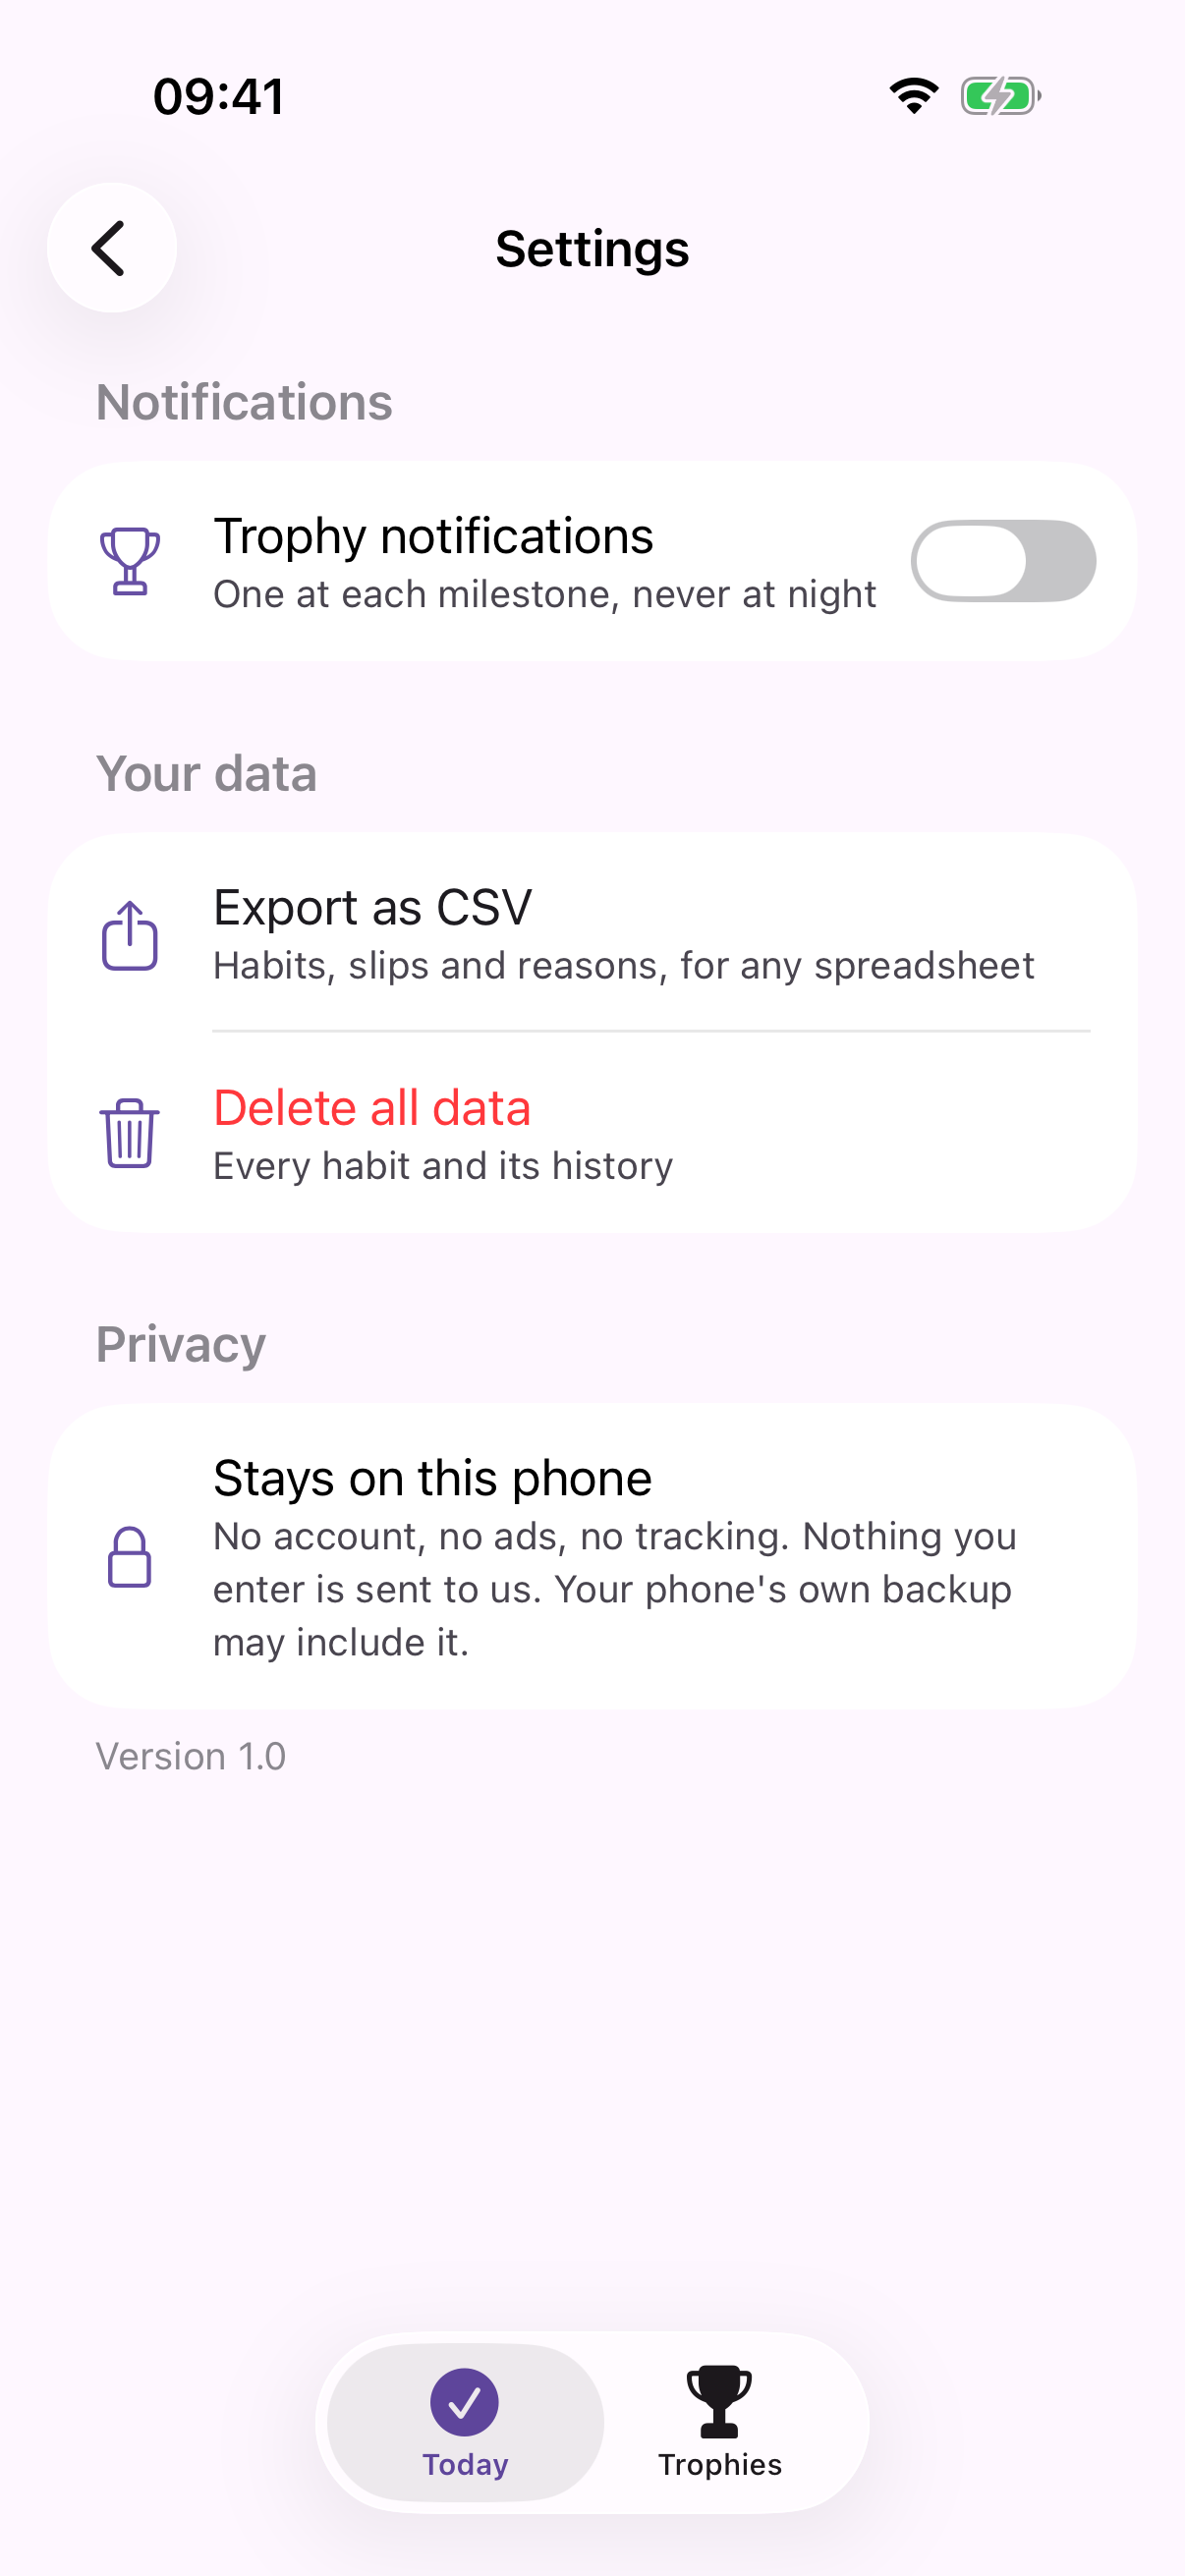 09:41
Settings
Notifications
Trophy notifications
One at each milestone, never at night
Your data
Export as CSV
Habits, slips and reasons, for any spreadsheet
Delete all data
Every habit and its history
Privacy
Stays on this phone
No account, no ads, no tracking. Nothing you
enter is sent to us. Your phone's own backup
may include it.
Version 1.0
Today
Trophies